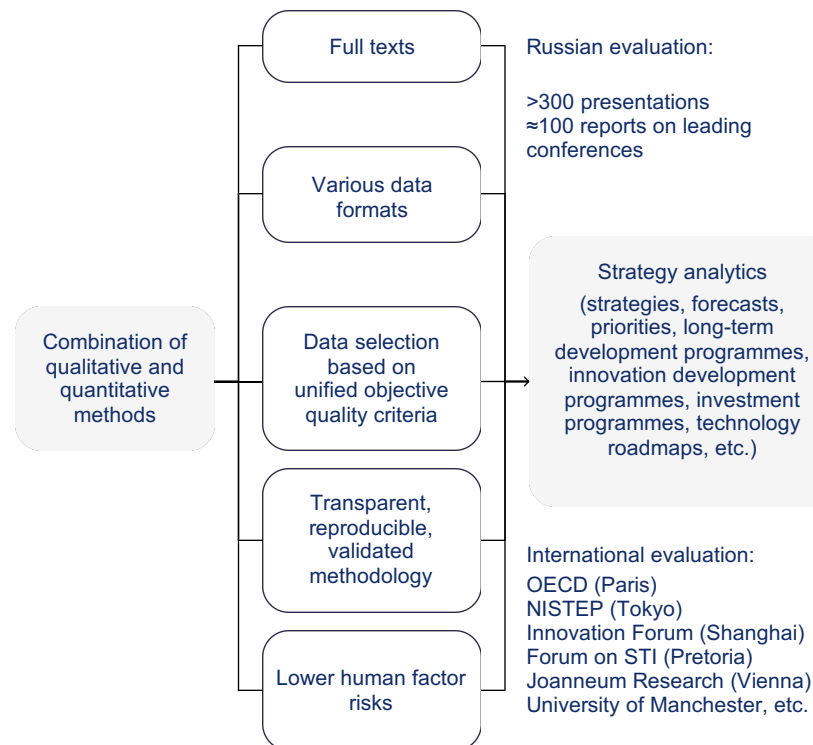 Combination of
qualitative and
quantitative
methods
Full texts
Various data
formats
Data selection
based on
unified objective
quality criteria
Transparent,
reproducible,
validated
methodology
Lower human factor
risks
Russian evaluation:
>300 presentations
≈100 reports on leading
conferences
Strategy analytics
(strategies, forecasts,
priorities, long-term
development programmes,
innovation development
programmes, investment
programmes, technology
roadmaps, etc.)
International evaluation:
OECD (Paris)
NISTEP (Tokyo)
Innovation Forum (Shanghai)
Forum on STI (Pretoria)
Joanneum Research (Vienna)
University of Manchester, etc.